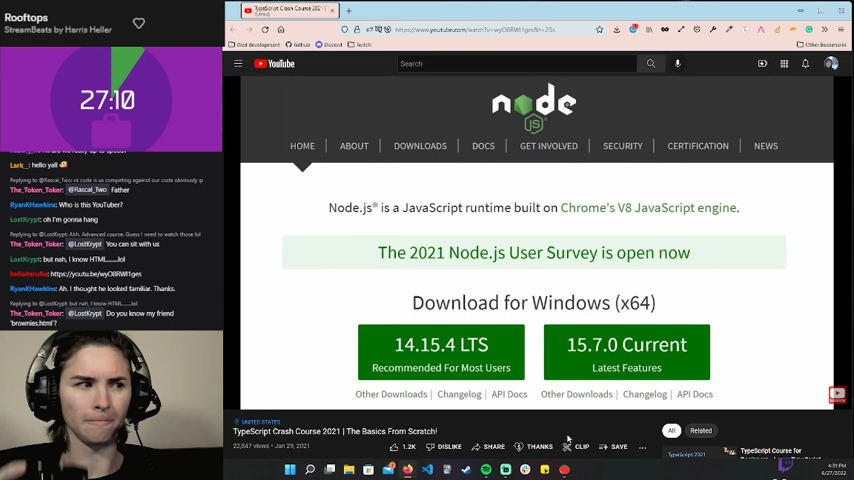 Rooftops
StreamBeats by Harris Heller
27:10
Lark_: hello yall
Replying to @Rascal_Two: vs code is us competing against our code obviously :p
The_Token_Toker: @Rascal_Two Father
RyanKHawkins: Who is this YouTuber?
LostKrypt: oh I'm gonna hang
Replying to @LostKrypt: Ahh. Advanced course. Guess I need to watch those lol
The_Token_Toker: @LostKrypt You can sit with us
LostKrypt: but nah, I know HTML.......lol
helloitsrufio: https://youtu.be/wyO8RWI1ges
RyanKHawkins: Ah. I thought he looked familiar. Thanks.
Replying to @LostKrypt: but nah, I know HTML.......lol
The_Token_Toker: @LostKrypt Do you know my friend
'brownies.html'?
TypeScript Crash Course 2021 |
Web development
Github
Discord
Twitch
Other Bookmarks
YouTube
Search
node
JS
HOME
ABOUT
DOWNLOADS
DOCS
GET INVOLVED
SECURITY
CERTIFICATION
NEWS
Node.js® is a JavaScript runtime built on Chrome's V8 JavaScript engine.
The 2021 Node.js User Survey is open now
Download for Windows (x64)
14.15.4 LTS
Recommended For Most Users
15.7.0 Current
Latest Features
Other Downloads | Changelog | API Docs
Other Downloads | Changelog | API Docs
UNITED STATES
TypeScript Crash Course 2021 | The Basics From Scratch!
22,647 views • Jan 29, 2021
1.2K
DISLIKE
SHARE
THANKS
CLIP
SAVE
All
Related
TypeScript Course for
TypeScript 2021
4:31 PM
6/27/2022